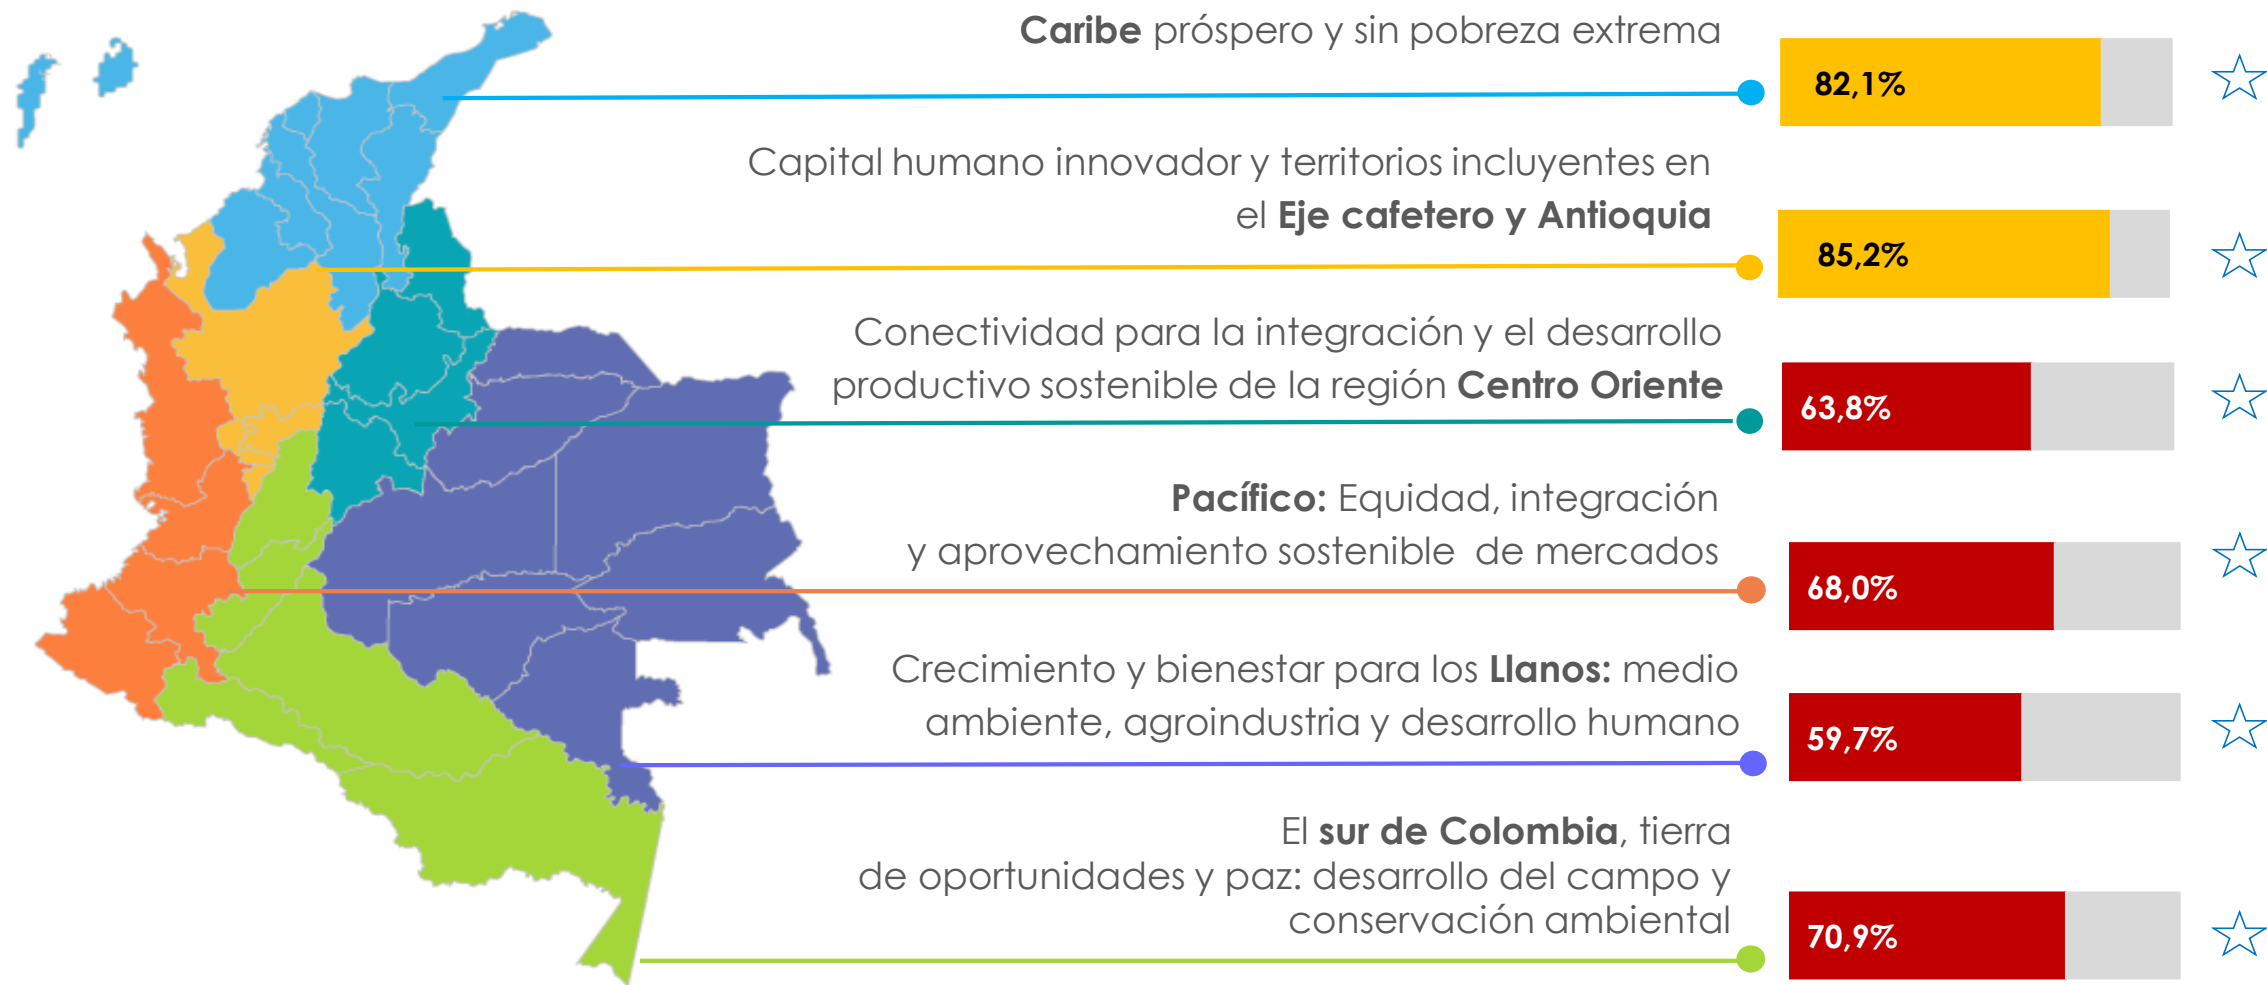 Caribe próspero y sin pobreza extrema
82,1%
Capital humano innovador y territorios incluyentes en
el Eje cafetero y Antioquia
85,2%
Conectividad para la integración y el desarrollo
productivo sostenible de la región Centro Oriente
63,8%
Pacífico: Equidad, integración
y aprovechamiento sostenible de mercados
68,0%
Crecimiento y bienestar para los Llanos: medio
ambiente, agroindustria y desarrollo humano
59,7%
El sur de Colombia, tierra
de oportunidades y paz: desarrollo del campo y
conservación ambiental
70,9%